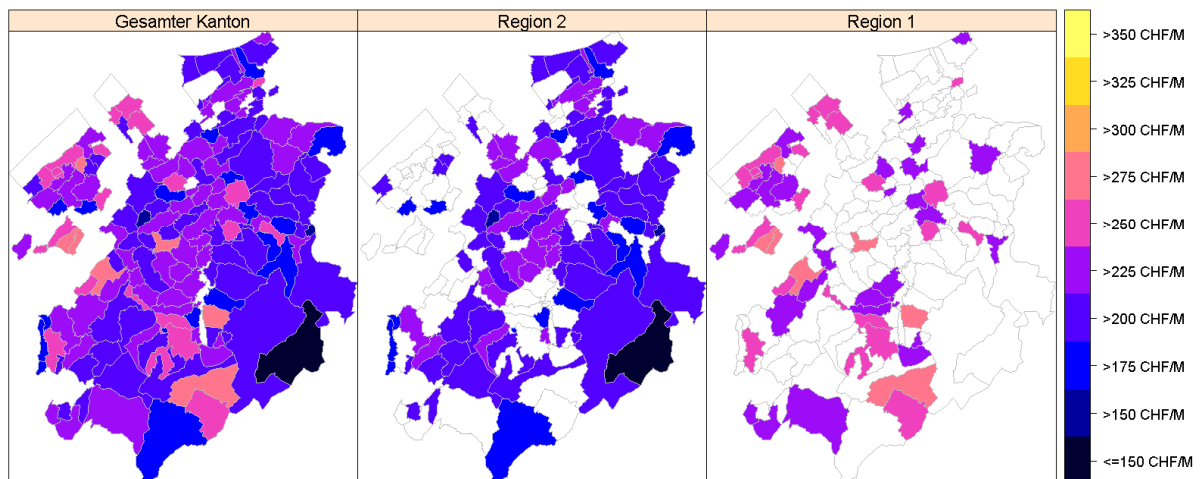 Gesamter Kanton
Region 2
Region 1
>350 CHF/M
>325 CHF/M
>300 CHF/M
>275 CHF/M
>250 CHF/M
>225 CHF/M
>200 CHF/M
>175 CHF/M
>150 CHF/M
<=150 CHF/M